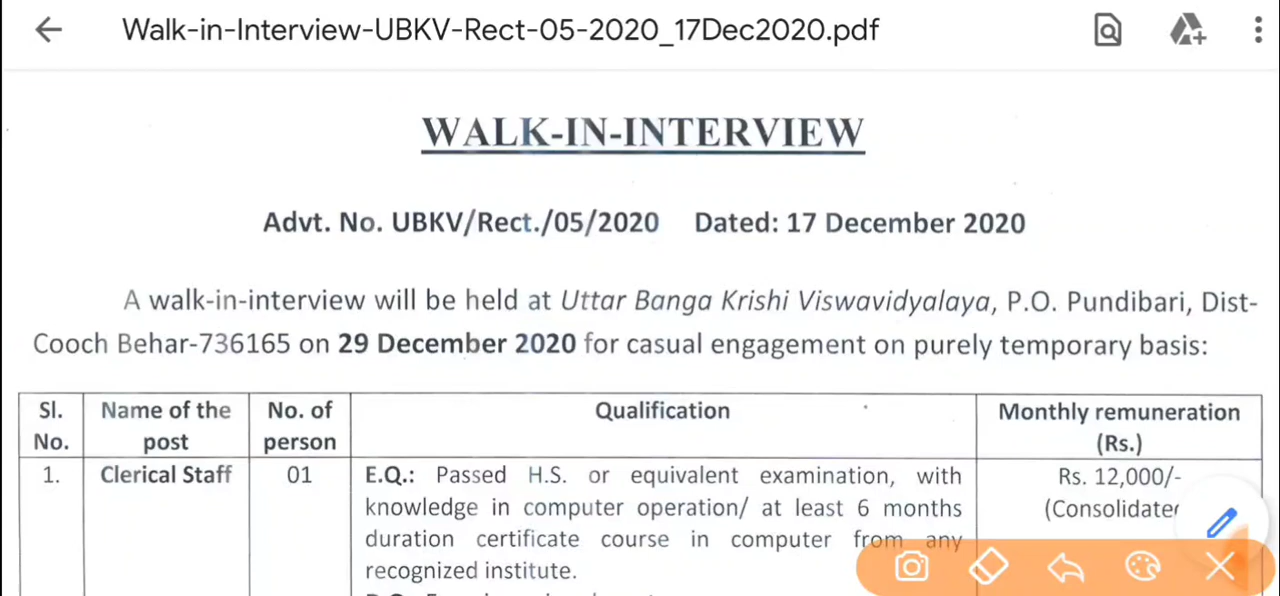 Walk-in-Interview-UBKV-Rect-05-2020_17Dec2020.pdf
WALK-IN-INTERVIEW
Advt. No. UBKV/Rect./05/2020 Dated: 17 December 2020
A walk-in-interview will be held at Uttar Banga Krishi Viswavidyalaya, P.O. Pundibari, Dist-
Cooch Behar-736165 on 29 December 2020 for casual engagement on purely temporary basis:
Sl. No. Name of the post No. of person Qualification Monthly remuneration (Rs.)
1. Clerical Staff 01 E.Q.: Passed H.S. or equivalent examination, with Rs. 12,000/-
knowledge in computer operation/ at least 6 months (Consolidated
duration certificate course in computer from any
recognized institute.